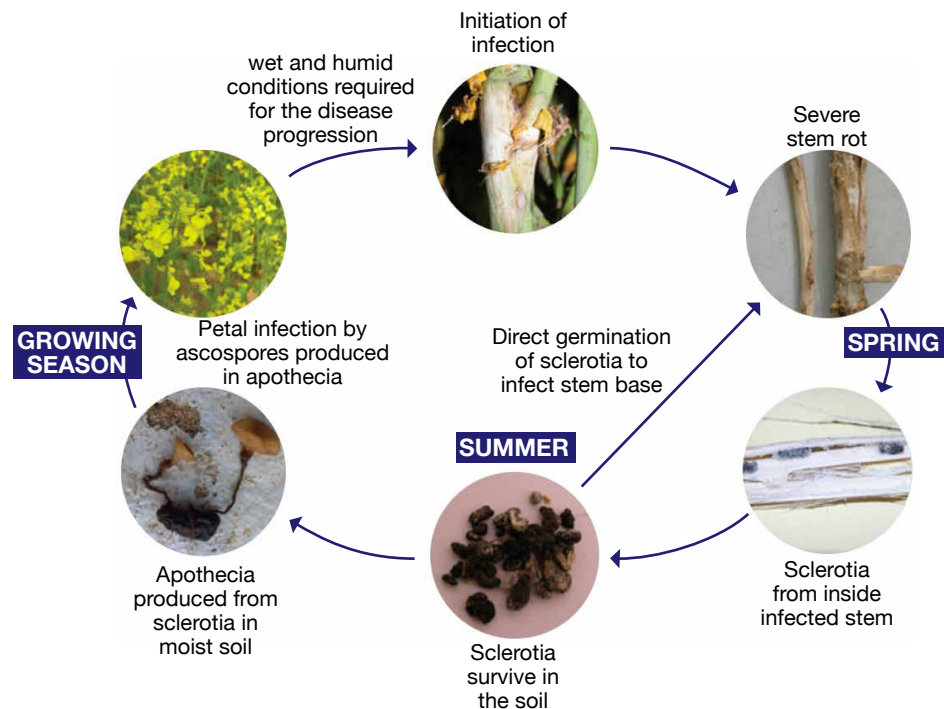 Initiation of
infection
wet and humid
conditions required
for the disease
progression
Severe
stem rot
GROWING
SEASON
Petal infection by
ascospores produced
in apothecia
Direct germination
of sclerotia to
infect stem base
SPRING
SUMMER
Apothecia
produced from
sclerotia in
moist soil
Sclerotia
survive in
the soil
Sclerotia
from inside
infected stem